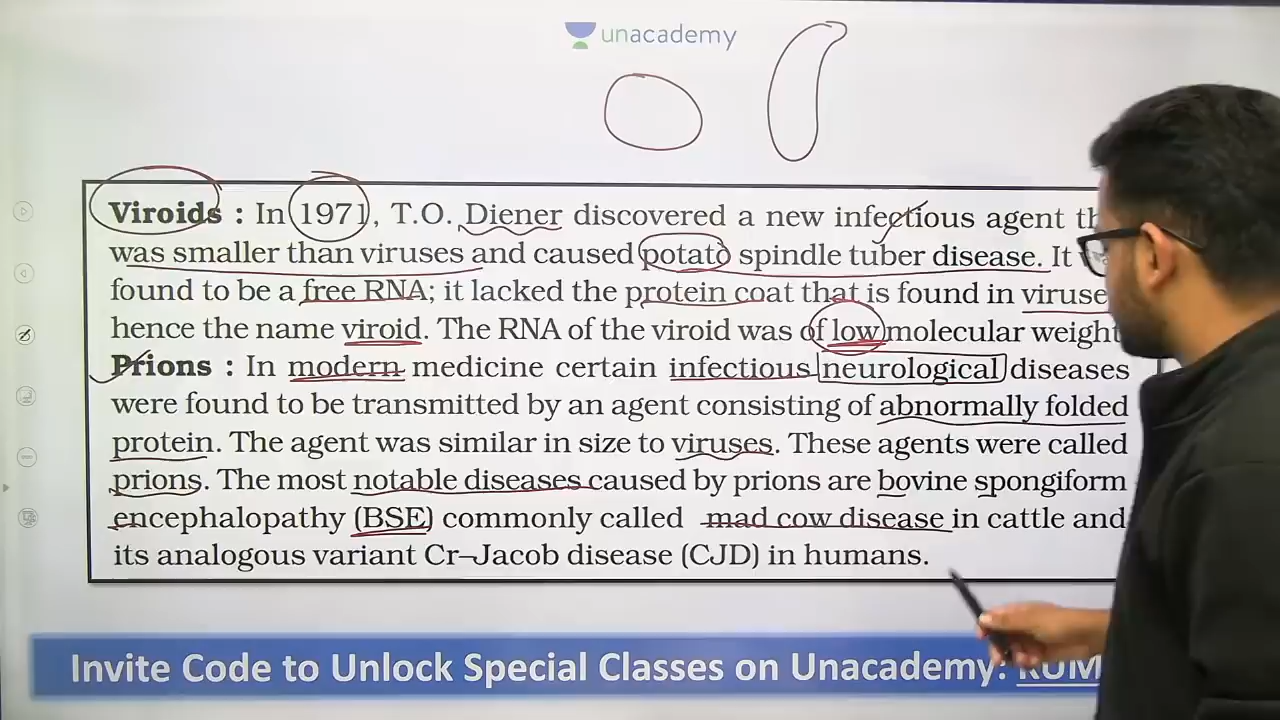 unacademy
Viroids : In 1971, T.O. Diener discovered a new infectious agent
was smaller than viruses and caused potato spindle tuber disease. It
found to be a free RNA; it lacked the protein coat that is found in
hence the name viroid. The RNA of the viroid was of low molecular weight
Prions : In modern medicine certain infectious neurological diseases
were found to be transmitted by an agent consisting of abnormally folded
protein. The agent was similar in size to viruses. These agents were called
prions. The most notable diseases caused by prions are bovine spongiform
encephalopathy (BSE) commonly called mad cow disease in cattle and
its analogous variant Cr–Jacob disease (CJD) in humans.
Invite Code to Unlock Special Classes on Unacademy: